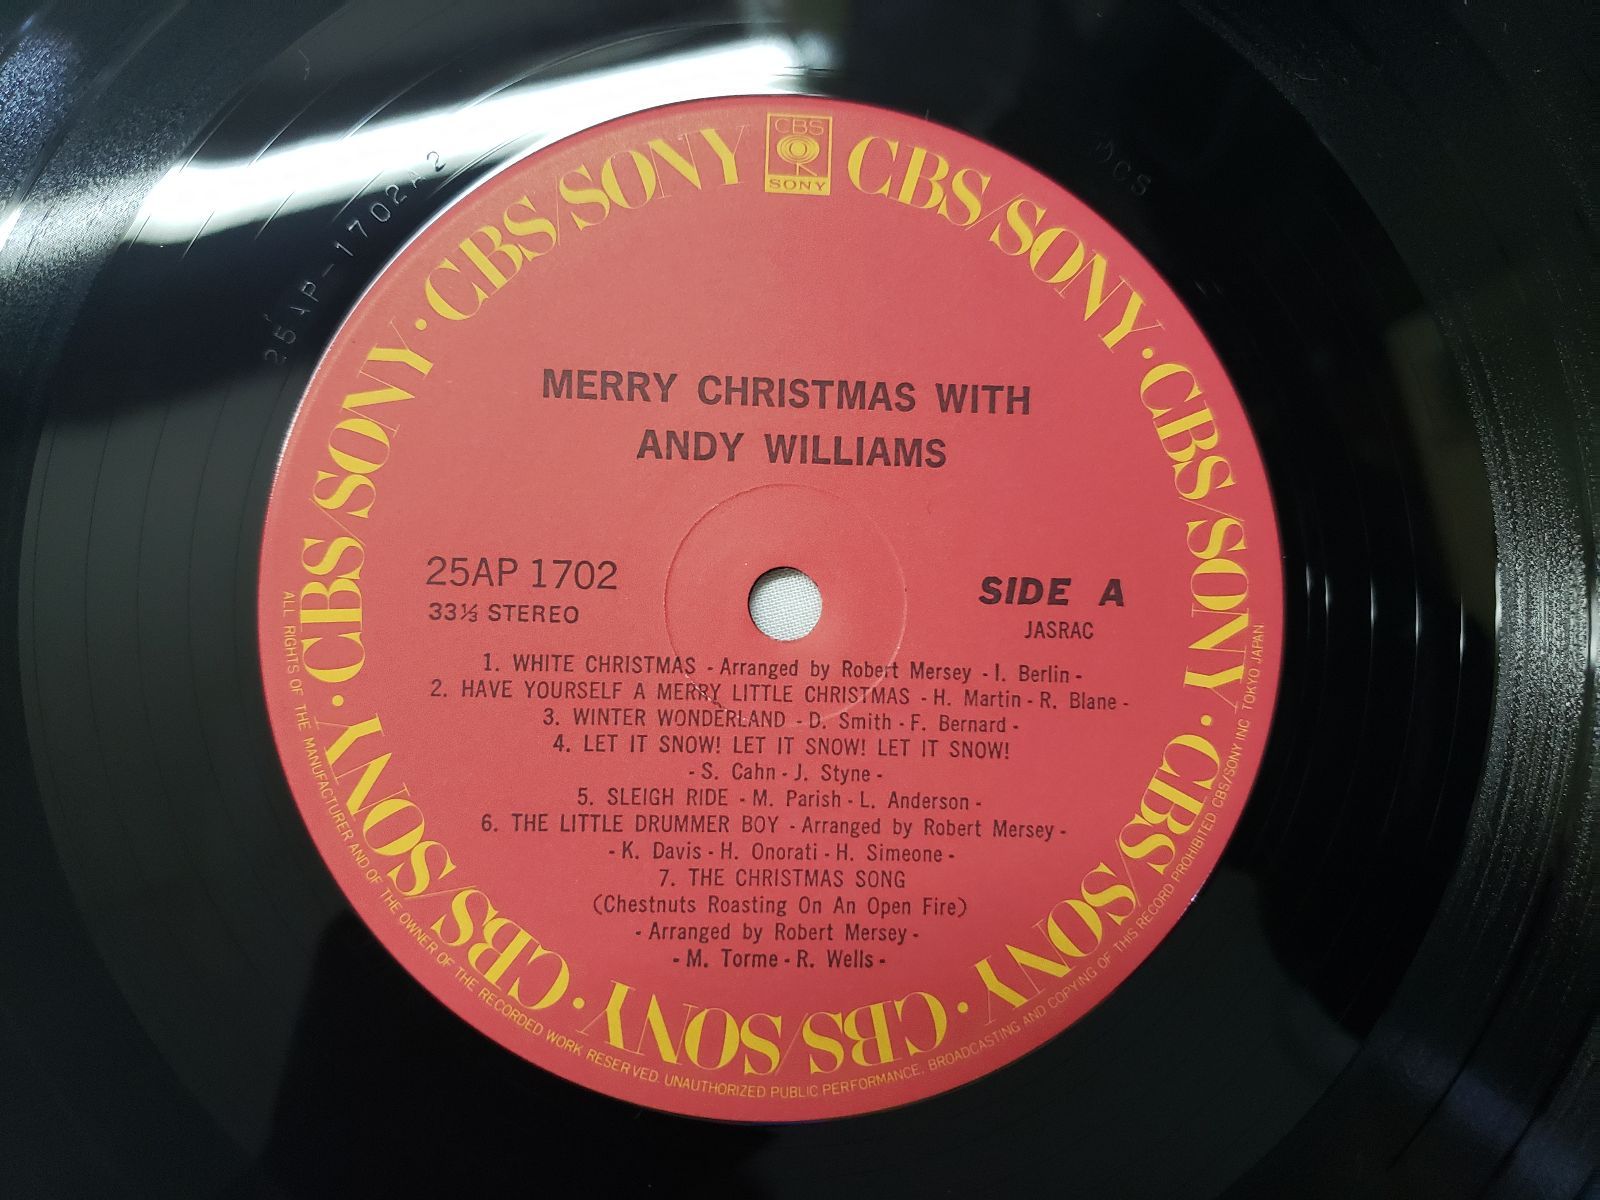 CBS
SONY
CBS/SONY · CBS/SONY · CBS/SONY · CBS/SONY · CBS/SONY · CBS/SONY · CBS/SONY · CBS/SONY
25AP-1702A2
MERRY CHRISTMAS WITH
ANDY WILLIAMS
25AP 1702
33⅓ STEREO
SIDE A
JASRAC
1. WHITE CHRISTMAS - Arranged by Robert Mersey - I. Berlin -
2. HAVE YOURSELF A MERRY LITTLE CHRISTMAS - H. Martin - R. Blane -
3. WINTER WONDERLAND - D. Smith - F. Bernard -
4. LET IT SNOW! LET IT SNOW! LET IT SNOW!
- S. Cahn - J. Styne -
5. SLEIGH RIDE - M. Parish - L. Anderson -
6. THE LITTLE DRUMMER BOY - Arranged by Robert Mersey -
- K. Davis - H. Onorati - H. Simeone -
7. THE CHRISTMAS SONG
(Chestnuts Roasting On An Open Fire)
- Arranged by Robert Mersey -
- M. Torme - R. Wells -
ALL RIGHTS OF THE MANUFACTURER AND OF THE OWNER OF THE RECORDED WORK RESERVED. UNAUTHORIZED PUBLIC PERFORMANCE, BROADCASTING AND COPYING OF THIS RECORD PROHIBITED CBS/SONY INC TOKYO JAPAN